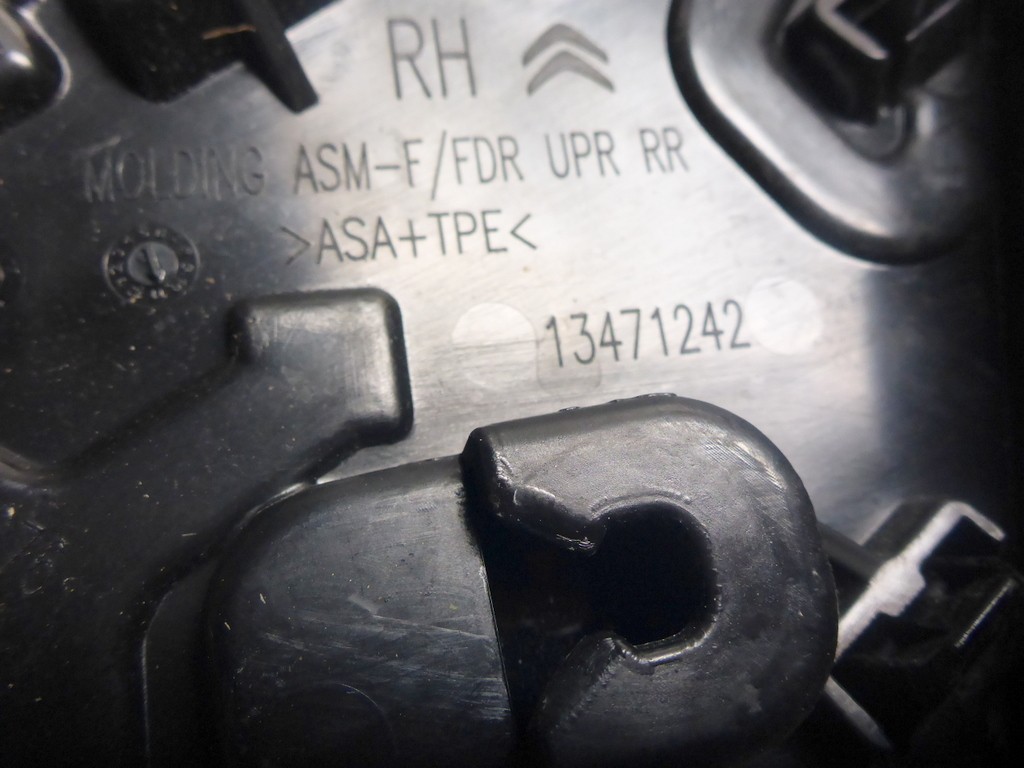 RH
MOLDING ASM-F/FDR UPR RR
>ASA+TPE<
13471242